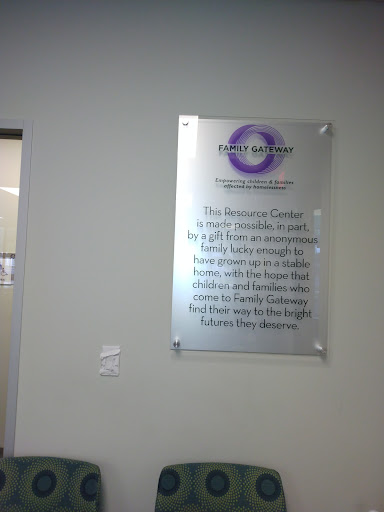 FAMILY GATEWAY
Empowering children & families
affected by homelessness
This Resource Center
is made possible, in part,
by a gift from an anonymous
family lucky enough to
have grown up in a stable
home, with the hope that
children and families who
come to Family Gateway
find their way to the bright
futures they deserve.